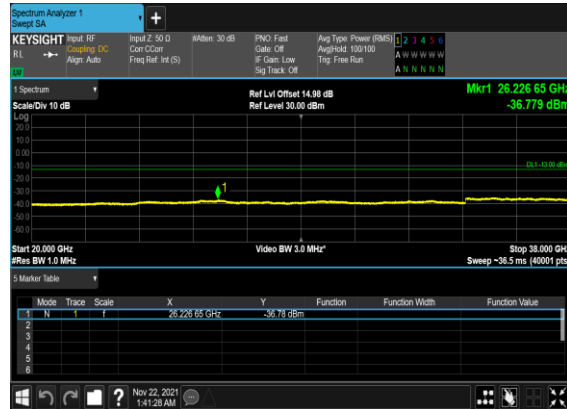 Spectrum Analyzer 1
Swept SA
+
KEYSIGHT Input: RF Input Z: 50 Ω #Atten: 30 dB PNO: Fast Avg Type: Power (RMS) 1 2 3 4 5 6
RL Coupling: DC Corr CCorr Gate: Off Avg|Hold: 100/100 A W W W W W
Align: Auto Freq Ref: Int (S) IF Gain: Low Trig: Free Run
Sig Track: Off A N N N N N
1 Spectrum Ref Lvl Offset 14.98 dB Mkr1 26.226 65 GHz
Scale/Div 10 dB Ref Level 30.00 dBm -36.779 dBm
Log
20.0
10.0
0.00
-10.0
DL1 -13.00 dBm
-20.0
-30.0
1
-40.0
-50.0
-60.0
Start 20.000 GHz Video BW 3.0 MHz* Stop 38.000 GHz
#Res BW 1.0 MHz Sweep ~36.5 ms (40001 pts)
5 Marker Table
Mode Trace Scale X Y Function Function Width Function Value
1 N 1 f 26.226 65 GHz -36.78 dBm
2
3
4
5
6
? Nov 22, 2021
1:41:28 AM